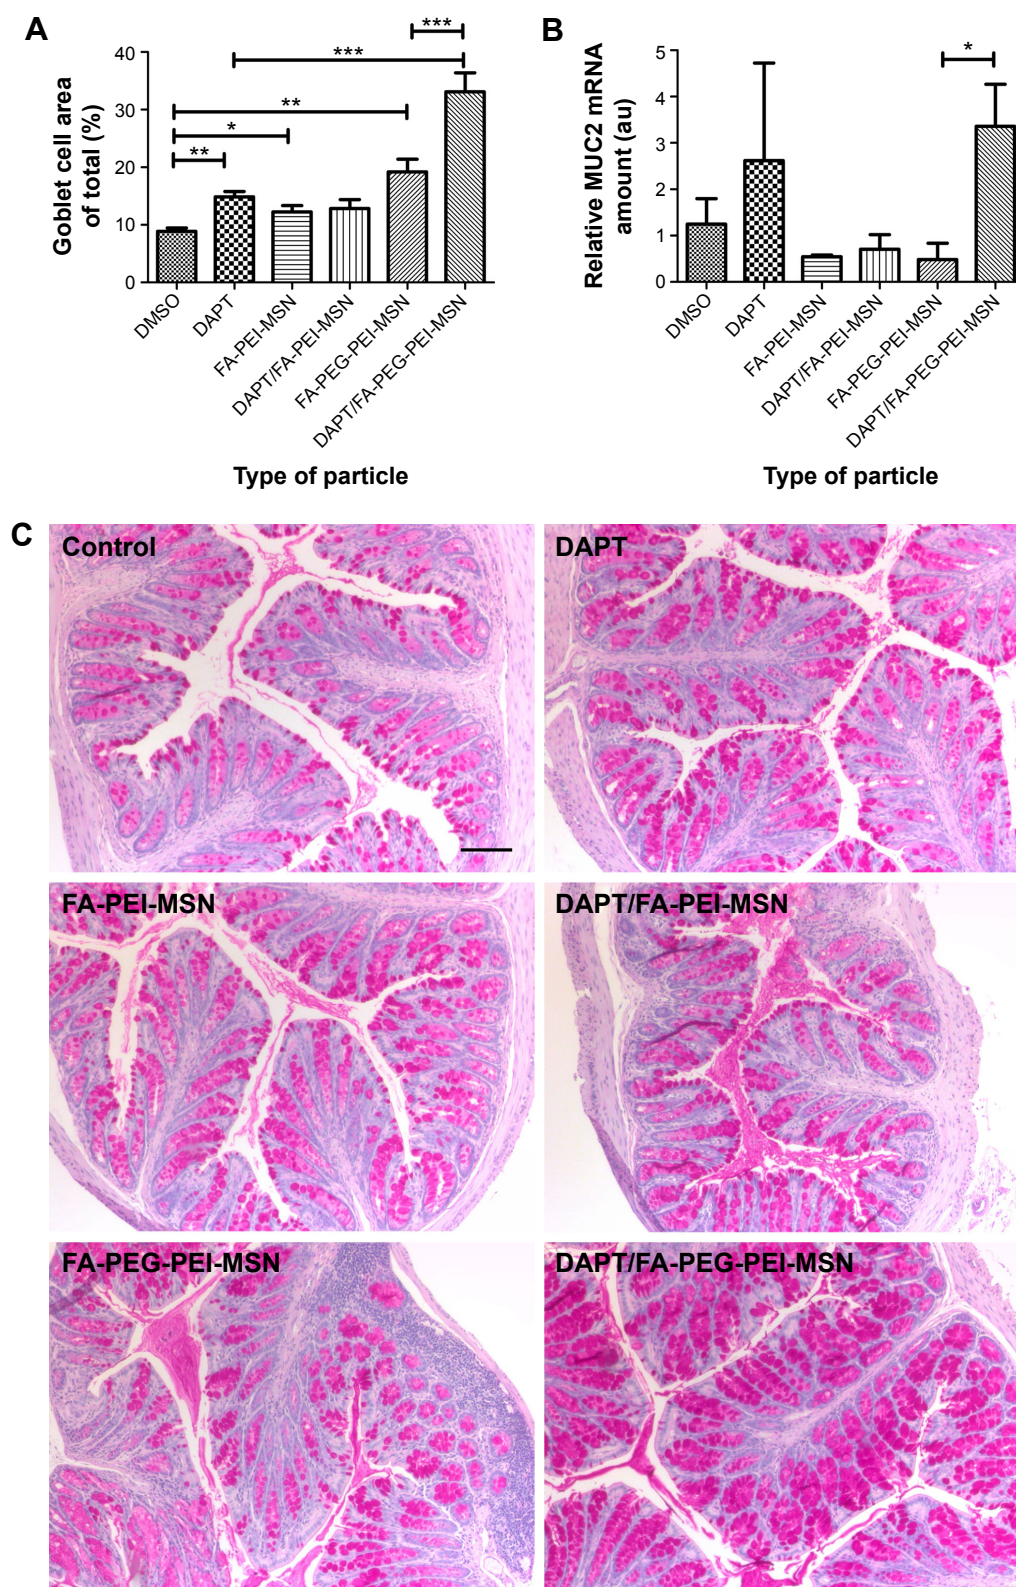 A
Goblet cell area
of total (%)
40
30
20
10
0
***
***
**
*
**
DMSO
DAPT
FA-PEI-MSN
DAPT/FA-PEI-MSN
FA-PEG-PEI-MSN
DAPT/FA-PEG-PEI-MSN
Type of particle
B
Relative MUC2 mRNA
amount (au)
5
4
3
2
1
0
*
DMSO
DAPT
FA-PEI-MSN
DAPT/FA-PEI-MSN
FA-PEG-PEI-MSN
DAPT/FA-PEG-PEI-MSN
Type of particle
C
Control
DAPT
FA-PEI-MSN
DAPT/FA-PEI-MSN
FA-PEG-PEI-MSN
DAPT/FA-PEG-PEI-MSN